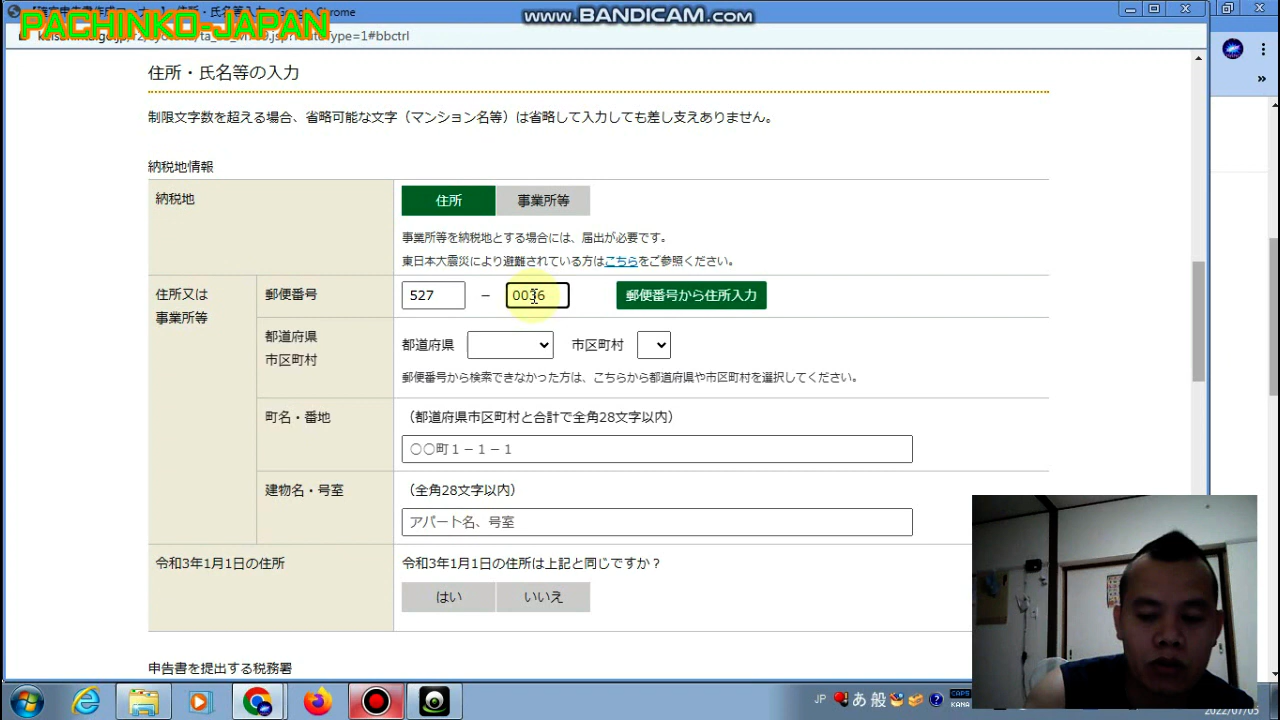 PACHINKO-JAPAN
www.BANDICAM.com
Google Chrome
住所・氏名等の入力
制限文字数を超える場合、省略可能な文字（マンション名等）は省略して入力しても差し支えありません。
納税地情報
納税地 住所 事業所等
事業所等を納税地とする場合には、届出が必要です。
東日本大震災により避難されている方はこちらをご参照ください。
住所又は
事業所等
郵便番号 527 － 0036 郵便番号から住所入力
都道府県
市区町村
都道府県 市区町村
郵便番号から検索できなかった方は、こちらから都道府県や市区町村を選択してください。
町名・番地 （都道府県市区町村と合計で全角28文字以内）
○○町１－１－１
建物名・号室 （全角28文字以内）
アパート名、号室
令和3年1月1日の住所 令和3年1月1日の住所は上記と同じですか？
はい いいえ
申告書を提出する税務署
JP あ 般 CAPS
KANA